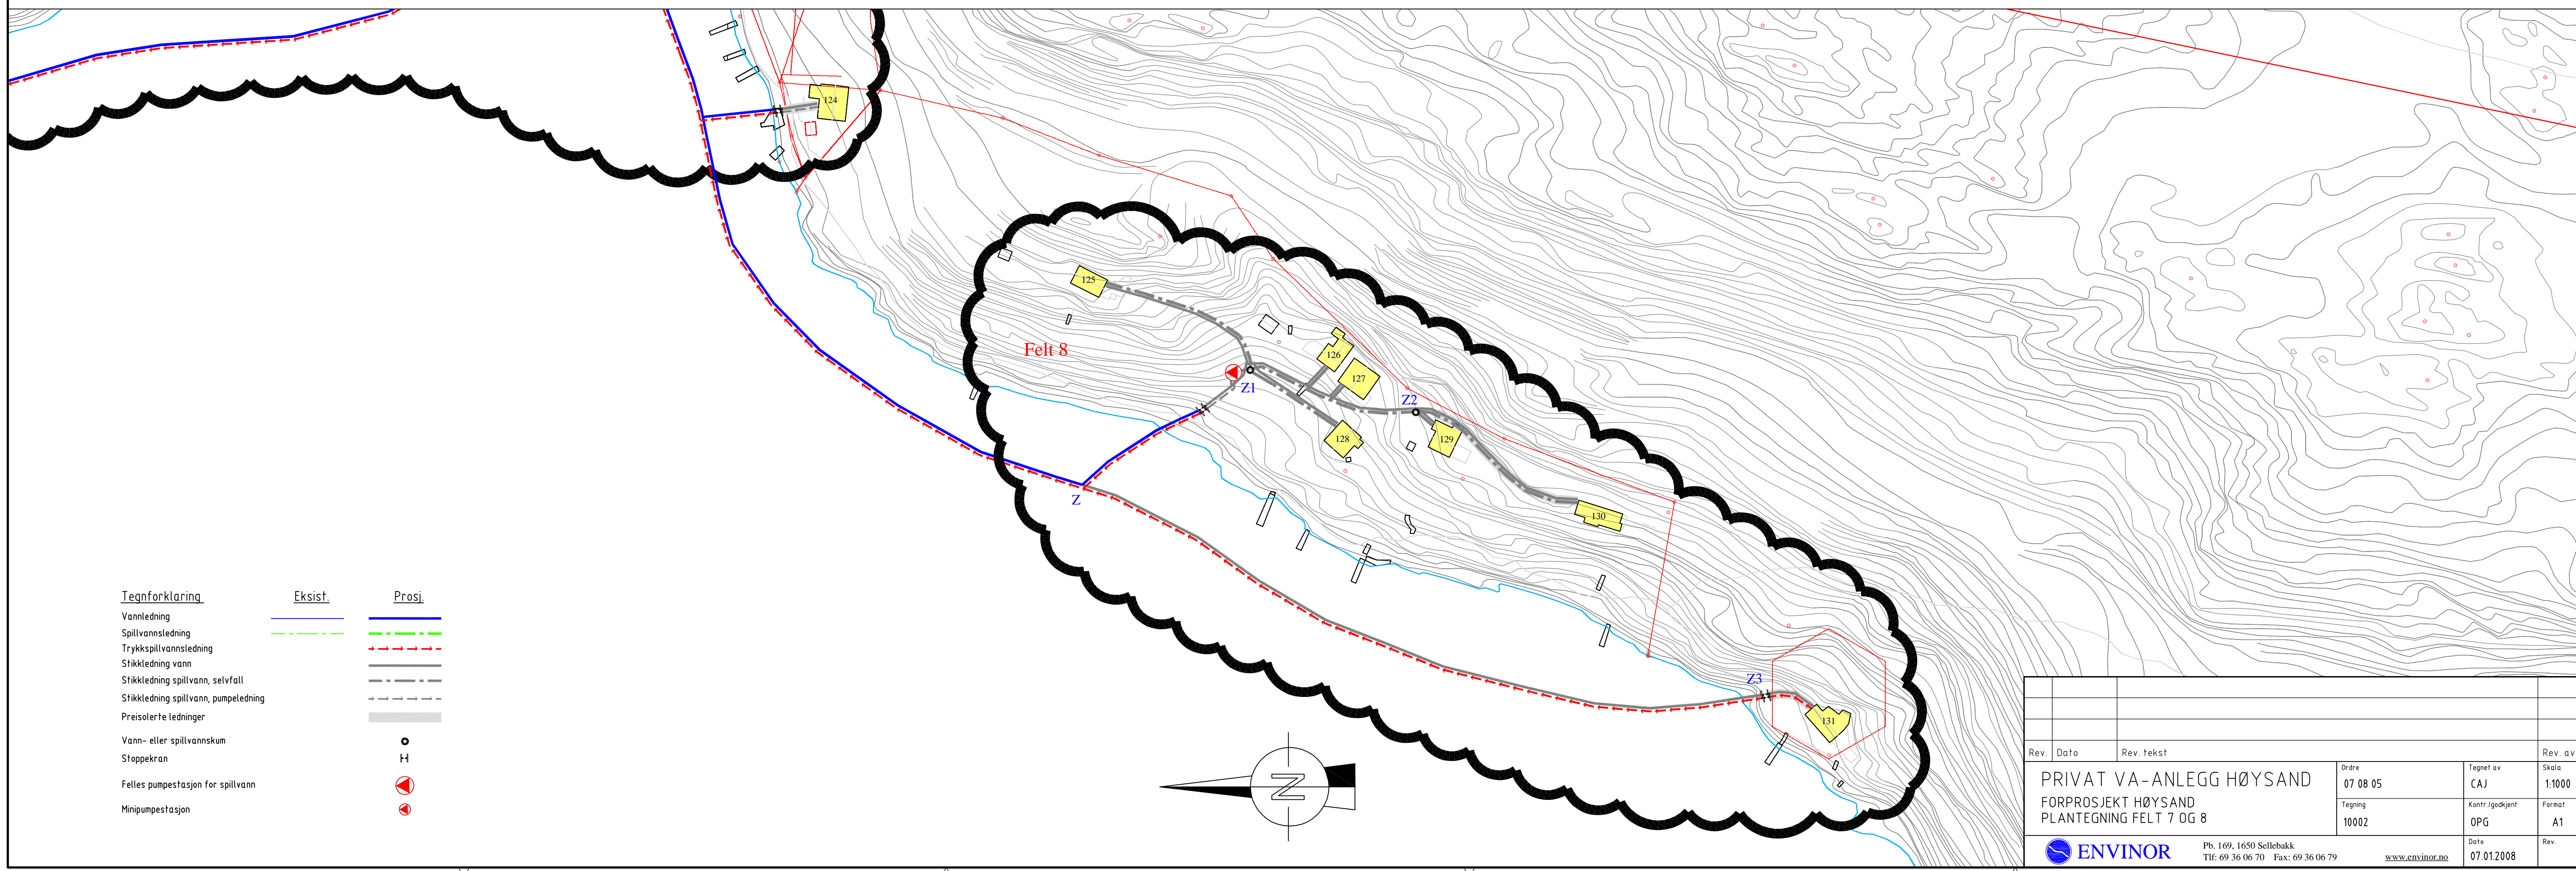 124
125
126
127
Felt 8
Z1
Z2
128
129
Z
130
Z3
131
Tegnforklaring Eksist. Prosj.
Vannledning
Spillvannsledning
Trykkspillvannsledning
Stikkledning vann
Stikkledning spillvann, selvfall
Stikkledning spillvann, pumpeledning
Preisolerte ledninger
Vann- eller spillvannskum
Stoppekran
Felles pumpestasjon for spillvann
Minipumpestasjon
N
Rev. Dato Rev. tekst Rev. av
PRIVAT VA-ANLEGG HØYSAND
FORPROSJEKT HØYSAND
PLANTEGNING FELT 7 OG 8
Ordre
07 08 05
Tegnet av
CAJ
Skala
1:1000
Tegning
10002
Kontr./godkjent
OPG
Format
A1
ENVINOR
Pb. 169, 1650 Sellebakk
Tlf: 69 36 06 70 Fax: 69 36 06 79
www.envinor.no
Dato
07.01.2008
Rev.